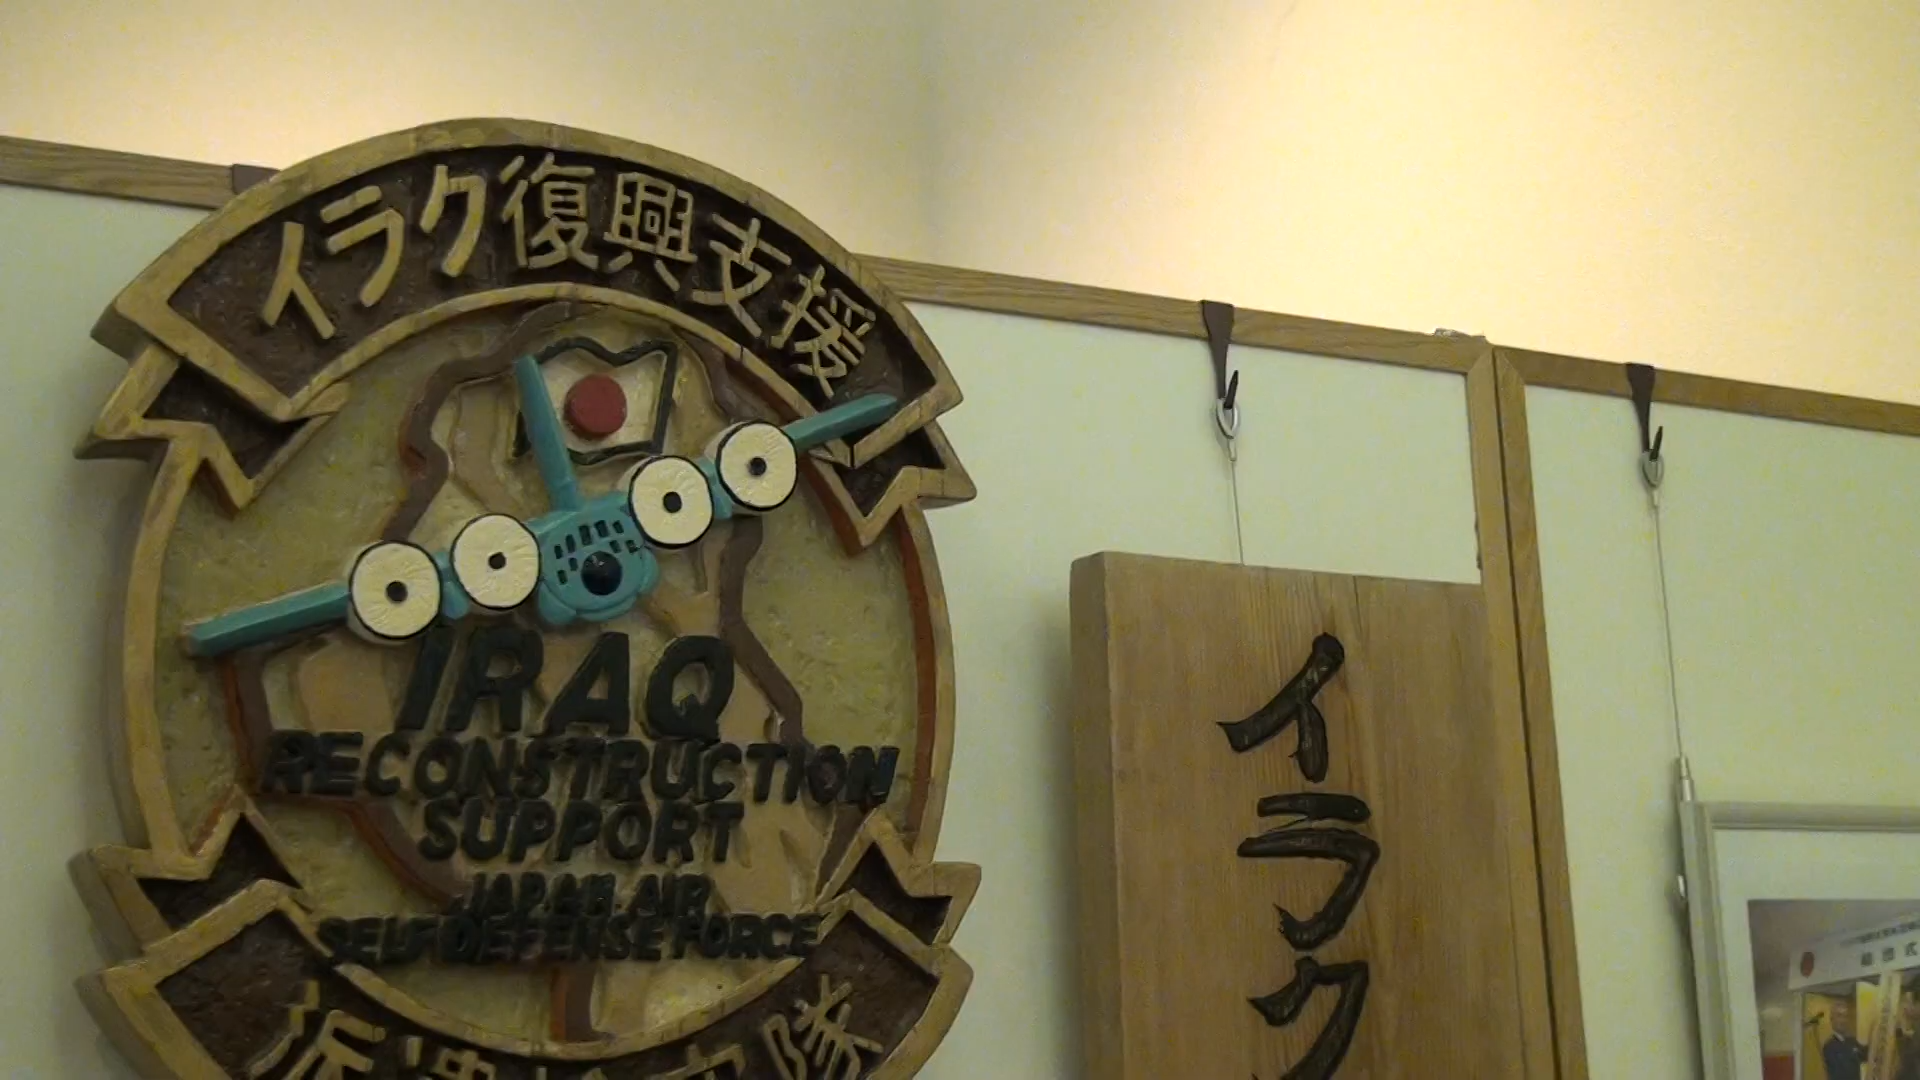 イラク復興支援
IRAQ
RECONSTRUCTION
SUPPORT
JAPAN AIR
SELF DEFENSE FORCE
イラク